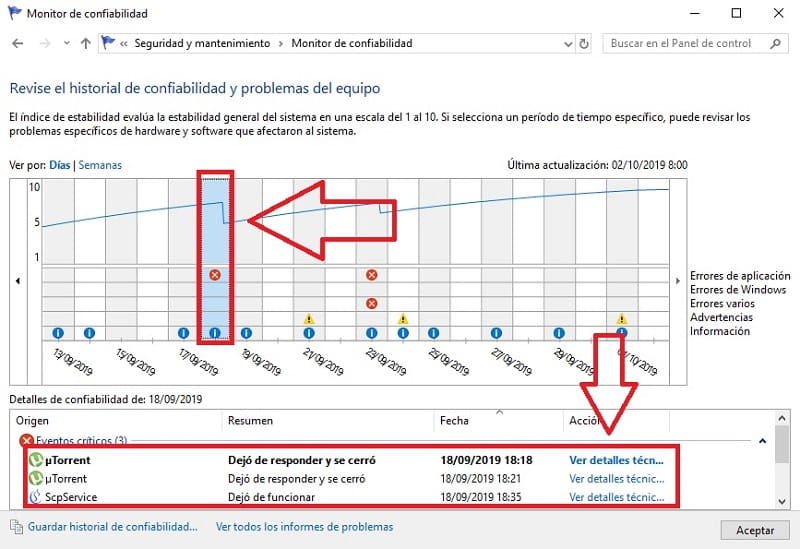 Monitor de confiabilidad
« Seguridad y mantenimiento › Monitor de confiabilidad
Buscar en el Panel de control
Revise el historial de confiabilidad y problemas del equipo
El índice de estabilidad evalúa la estabilidad general del sistema en una escala del 1 al 10. Si selecciona un período de tiempo específico, puede revisar los
problemas específicos de hardware y software que afectaron al sistema.
Ver por: Días | Semanas
Última actualización: 02/10/2019 8:00
10
5
1
Errores de aplicación
Errores de Windows
Errores varios
Advertencias
Información
13/09/2019 15/09/2019 17/09/2019 19/09/2019 21/09/2019 23/09/2019 25/09/2019 27/09/2019 29/09/2019 01/10/2019
Detalles de confiabilidad de: 18/09/2019
Origen Resumen Fecha Acción
Eventos críticos (3)
µTorrent Dejó de responder y se cerró 18/09/2019 18:18 Ver detalles técn...
µTorrent Dejó de responder y se cerró 18/09/2019 18:21 Ver detalles técnic...
ScpService Dejó de funcionar 18/09/2019 18:35 Ver detalles técnic...
Guardar historial de confiabilidad... Ver todos los informes de problemas
Aceptar